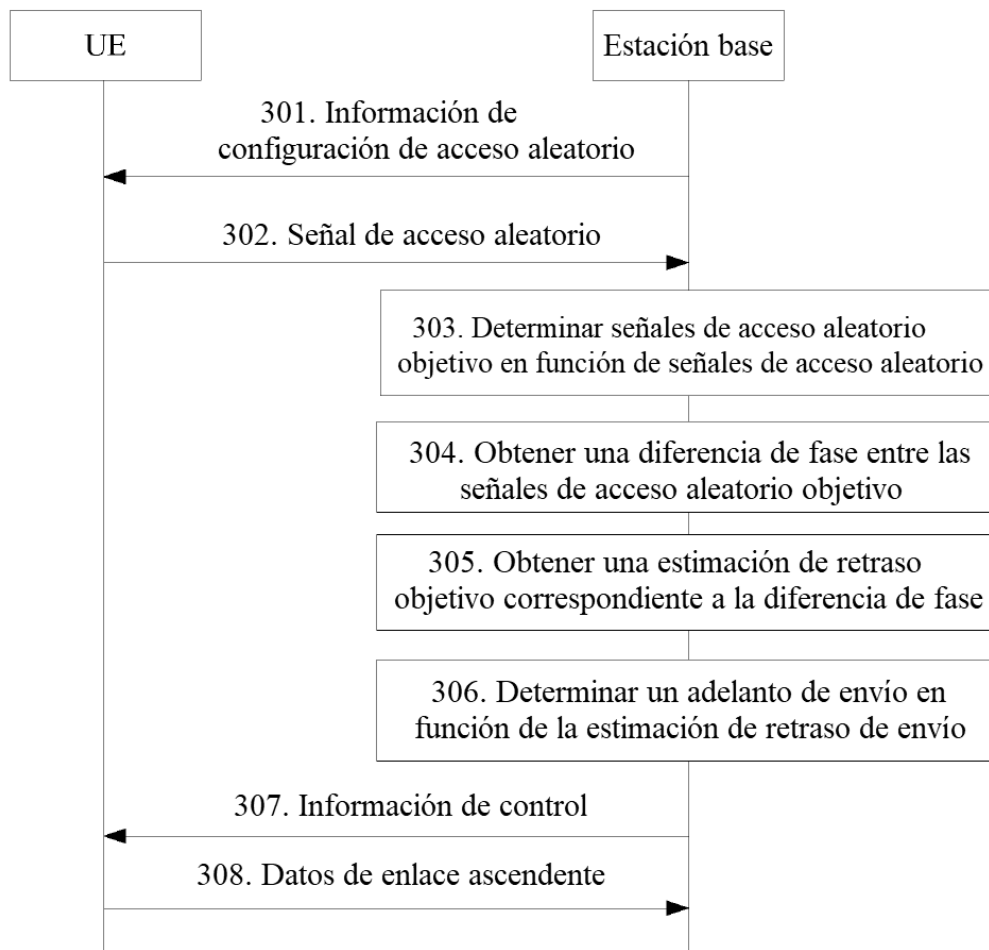 UE
Estación base
301. Información de
configuración de acceso aleatorio
302. Señal de acceso aleatorio
303. Determinar señales de acceso aleatorio
objetivo en función de señales de acceso aleatorio
304. Obtener una diferencia de fase entre las
señales de acceso aleatorio objetivo
305. Obtener una estimación de retraso
objetivo correspondiente a la diferencia de fase
306. Determinar un adelanto de envío en
función de la estimación de retraso de envío
307. Información de control
308. Datos de enlace ascendente